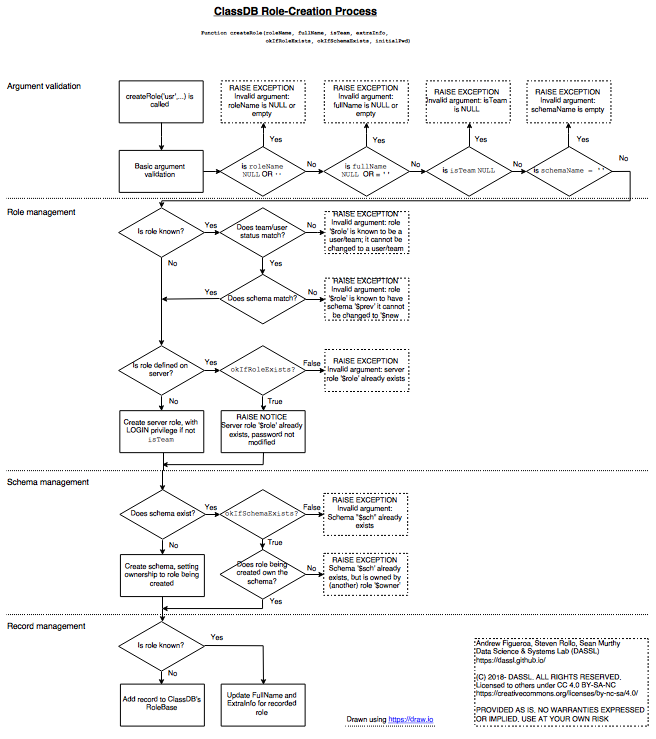 ClassDB Role-Creation Process
Function createRole(roleName, fullName, isTeam, extraInfo,
okIfRoleExists, okIfSchemaExists, initialPwd)
Argument validation
createRole('usr',...) is
called
RAISE EXCEPTION
Invalid argument:
roleName is NULL or
empty
RAISE EXCEPTION
Invalid argument:
fullName is NULL or
empty
RAISE EXCEPTION
Invalid argument: isTeam
is NULL
RAISE EXCEPTION
Invalid argument:
schemaName is empty
Yes
Yes
Yes
Yes
Basic argument
validation
is roleName
NULL OR ''
No
is fullName
NULL OR = ''
No
is isTeam NULL
No
is schemaName = ''
No
Role management
Is role known?
Yes
Does team/user
status match?
No
RAISE EXCEPTION
Invalid argument: role
'$role' is known to be a
user/team; it cannot be
changed to a user/team
No
Yes
Yes
Does schema match?
No
RAISE EXCEPTION
Invalid argument: role
'$role' is known to have
schema '$prev' it cannot
be changed to '$new
Is role defined on
server?
Yes
okIfRoleExists?
False
RAISE EXCEPTION
Invalid argument: server
role '$role' already exists
No
True
Create server role, with
LOGIN privilege if not
isTeam
RAISE NOTICE
Server role '$role' already
exists, password not
modified
Schema management
Does schema exist?
Yes
okIfSchemaExists?
False
RAISE EXCEPTION
Invalid argument:
Schema "$sch" already
exists
No
True
Create schema, setting
ownership to role being
created
Does role being
created own the
schema?
No
RAISE EXCEPTION
Schema '$sch' already
exists, but is owned by
(another) role '$owner'
Yes
Record management
Is role known?
Yes
No
Add record to ClassDB's
RoleBase
Update FullName and
ExtraInfo for recorded
role
Drawn using https://draw.io
Andrew Figueroa, Steven Rollo, Sean Murthy
Data Science & Systems Lab (DASSL)
https://dassl.github.io/
(C) 2018- DASSL. ALL RIGHTS RESERVED.
Licensed to others under CC 4.0 BY-SA-NC
https://creativecommons.org/licenses/by-nc-sa/4.0/
PROVIDED AS IS. NO WARRANTIES EXPRESSED
OR IMPLIED. USE AT YOUR OWN RISK